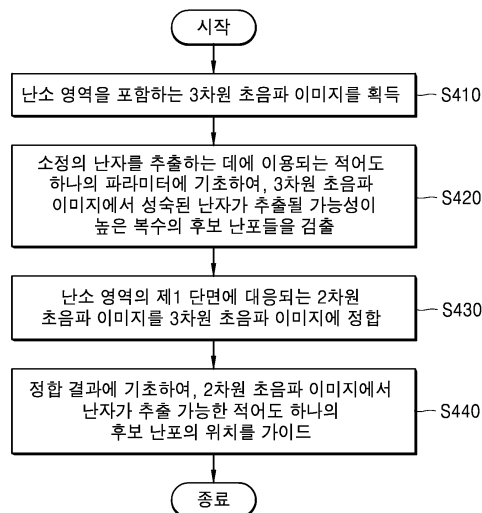 시작
난소 영역을 포함하는 3차원 초음파 이미지를 획득
S410
소정의 난자를 추출하는 데에 이용되는 적어도
하나의 파라미터에 기초하여, 3차원 초음파
이미지에서 성숙된 난자가 추출될 가능성이
높은 복수의 후보 난포들을 검출
S420
난소 영역의 제1 단면에 대응되는 2차원
초음파 이미지를 3차원 초음파 이미지에 정합
S430
정합 결과에 기초하여, 2차원 초음파 이미지에서
난자가 추출 가능한 적어도 하나의
후보 난포의 위치를 가이드
S440
종료